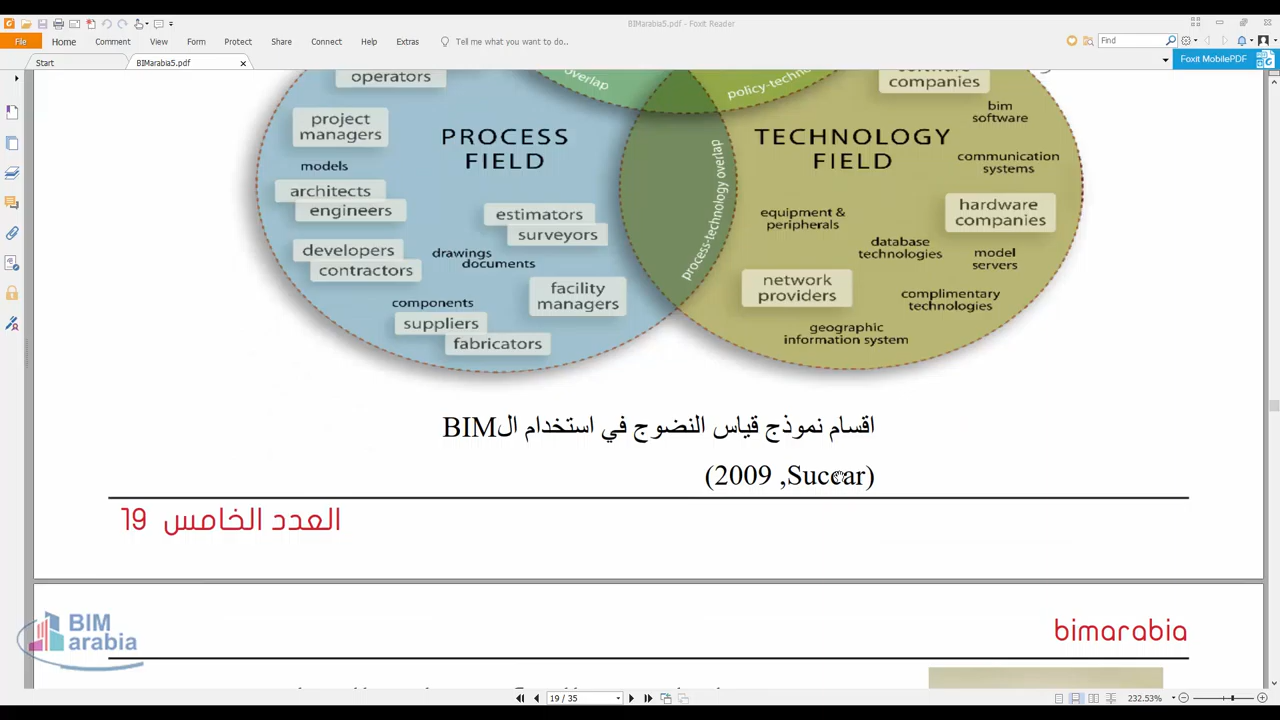 BIMarabia5.pdf - Foxit Reader
File Home Comment View Form Protect Share Connect Help Extras Tell me what you want to do.. Find
Start BIMarabia5.pdf Foxit MobilePDF
operators
overlap
policy-techn
companies
project
managers
models
architects
engineers
developers
contractors
PROCESS
FIELD
estimators
surveyors
drawings
documents
components
suppliers
fabricators
facility
managers
process-technology overlap
TECHNOLOGY
FIELD
bim
software
communication
systems
hardware
companies
equipment &
peripherals
database
technologies
model
servers
network
providers
complimentary
technologies
geographic
information system
اقسام نموذج قياس النضوج في استخدام الBIM
(2009 ,Succar)
العدد الخامس 19
BIM
arabia
bimarabia
19 / 35
232.53%